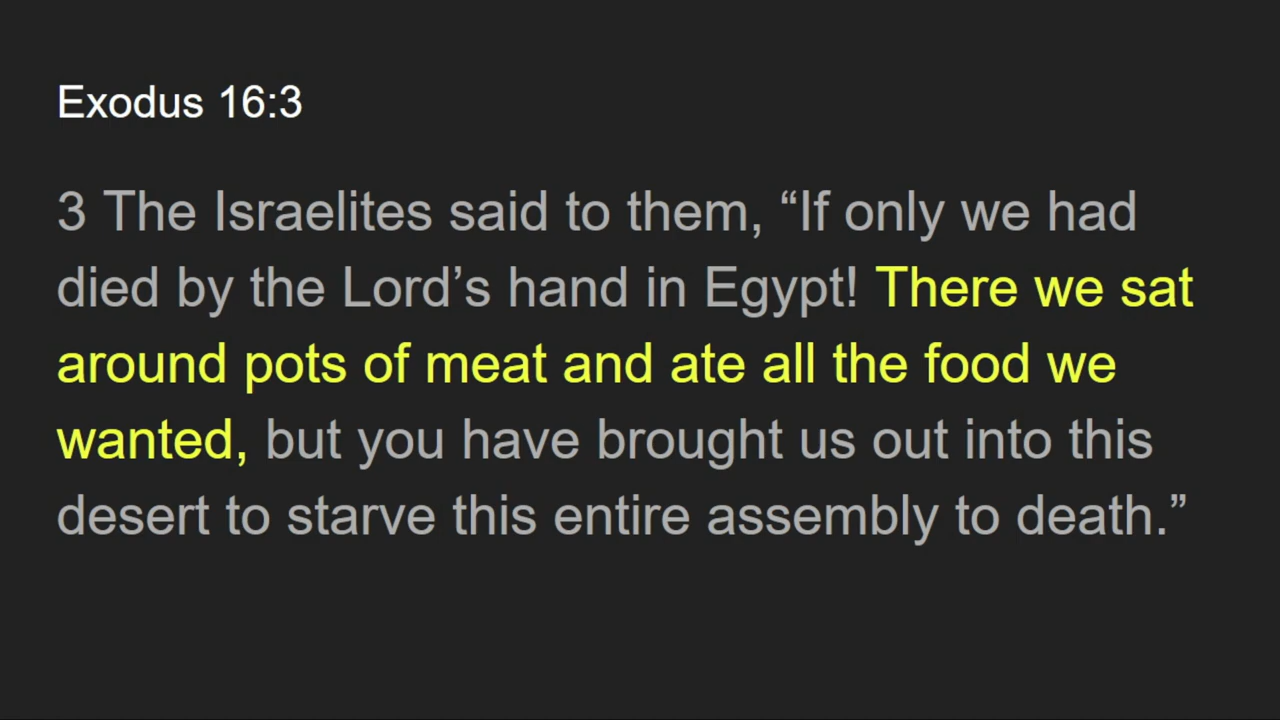 Exodus 16:3
3 The Israelites said to them, “If only we had
died by the Lord’s hand in Egypt! There we sat
around pots of meat and ate all the food we
wanted, but you have brought us out into this
desert to starve this entire assembly to death.”